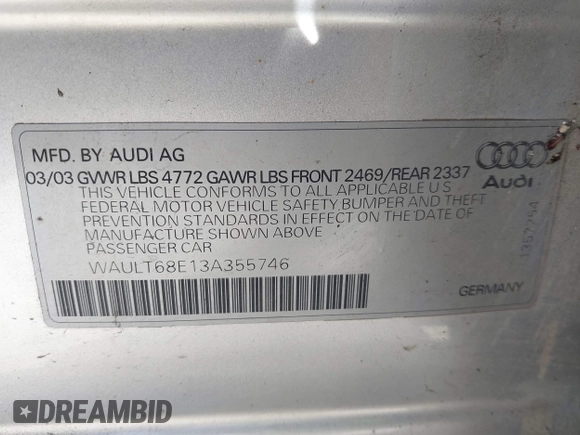 MFD. BY AUDI AG
03/03 GVWR LBS 4772 GAWR LBS FRONT 2469/REAR 2337
THIS VEHICLE CONFORMS TO ALL APPLICABLE U S
FEDERAL MOTOR VEHICLE SAFETY, BUMPER AND THEFT
PREVENTION STANDARDS IN EFFECT ON THE DATE OF
MANUFACTURE SHOWN ABOVE
PASSENGER CAR
WAULT68E13A355746
Audi
1357754
GERMANY
DREAMBID